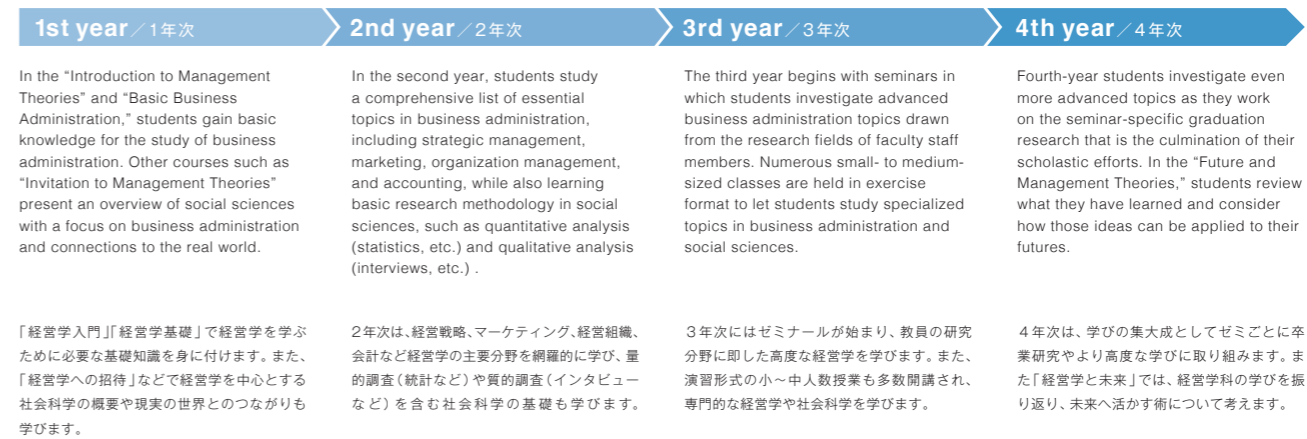 1st year／1年次
2nd year／2年次
3rd year／3年次
4th year／4年次
In the “Introduction to Management
Theories” and “Basic Business
Administration,” students gain basic
knowledge for the study of business
administration. Other courses such as
“Invitation to Management Theories”
present an overview of social sciences
with a focus on business administration
and connections to the real world.
In the second year, students study
a comprehensive list of essential
topics in business administration,
including strategic management,
marketing, organization management,
and accounting, while also learning
basic research methodology in social
sciences, such as quantitative analysis
(statistics, etc.) and qualitative analysis
(interviews, etc.) .
The third year begins with seminars in
which students investigate advanced
business administration topics drawn
from the research fields of faculty staff
members. Numerous small- to medium-
sized classes are held in exercise
format to let students study specialized
topics in business administration and
social sciences.
Fourth-year students investigate even
more advanced topics as they work
on the seminar-specific graduation
research that is the culmination of their
scholastic efforts. In the “Future and
Management Theories,” students review
what they have learned and consider
how those ideas can be applied to their
futures.
「経営学入門」「経営学基礎」で経営学を学ぶ
ために必要な基礎知識を身に付けます。また、
「経営学への招待」などで経営学を中心とする
社会科学の概要や現実の世界とのつながりも
学びます。
2年次は、経営戦略、マーケティング、経営組織、
会計など経営学の主要分野を網羅的に学び、量
的調査（統計など）や質的調査（インタビュー
など）を含む社会科学の基礎も学びます。
３年次にはゼミナールが始まり、教員の研究
分野に即した高度な経営学を学びます。また、
演習形式の小～中人数授業も多数開講され、
専門的な経営学や社会科学を学びます。
４年次は、学びの集大成としてゼミごとに卒
業研究やより高度な学びに取り組みます。ま
た「経営学と未来」では、経営学科の学びを振
り返り、未来へ活かす術について考えます。